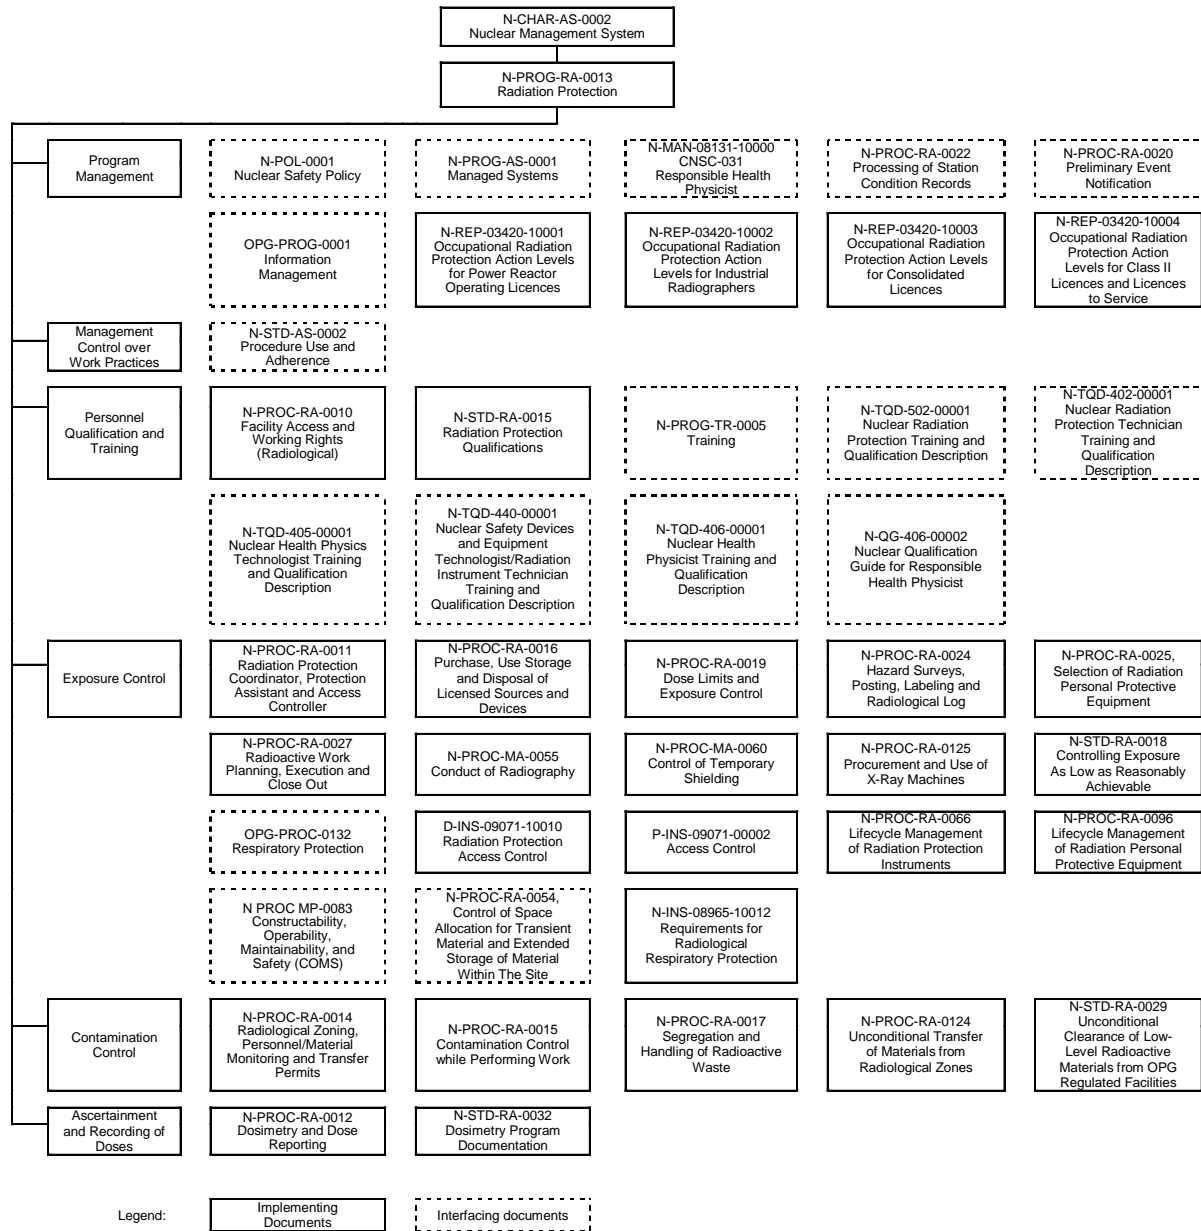 N-CHAR-AS-0002
Nuclear Management System
N-PROG-RA-0013
Radiation Protection
Program
Management
N-POL-0001
Nuclear Safety Policy
N-PROG-AS-0001
Managed Systems
N-MAN-08131-10000
CNSC-031
Responsible Health
Physicist
N-PROC-RA-0022
Processing of Station
Condition Records
N-PROC-RA-0020
Preliminary Event
Notification
OPG-PROG-0001
Information
Management
N-REP-03420-10001
Occupational Radiation
Protection Action Levels
for Power Reactor
Operating Licences
N-REP-03420-10002
Occupational Radiation
Protection Action
Levels for Industrial
Radiographers
N-REP-03420-10003
Occupational Radiation
Protection Action Levels
for Consolidated
Licences
N-REP-03420-10004
Occupational Radiation
Protection Action
Levels for Class II
Licences and Licences
to Service
Management
Control over
Work Practices
N-STD-AS-0002
Procedure Use and
Adherence
Personnel
Qualification and
Training
N-PROC-RA-0010
Facility Access and
Working Rights
(Radiological)
N-STD-RA-0015
Radiation Protection
Qualifications
N-PROG-TR-0005
Training
N-TQD-502-00001
Nuclear Radiation
Protection Training and
Qualification Description
N-TQD-402-00001
Nuclear Radiation
Protection Technician
Training and
Qualification
Description
N-TQD-405-00001
Nuclear Health Physics
Technologist Training
and Qualification
Description
N-TQD-440-00001
Nuclear Safety Devices
and Equipment
Technologist/Radiation
Instrument Technician
Training and
Qualification Description
N-TQD-406-00001
Nuclear Health
Physicist Training and
Qualification
Description
N-QG-406-00002
Nuclear Qualification
Guide for Responsible
Health Physicist
Exposure Control
N-PROC-RA-0011
Radiation Protection
Coordinator, Protection
Assistant and Access
Controller
N-PROC-RA-0016
Purchase, Use Storage
and Disposal of
Licensed Sources and
Devices
N-PROC-RA-0019
Dose Limits and
Exposure Control
N-PROC-RA-0024
Hazard Surveys,
Posting, Labeling and
Radiological Log
N-PROC-RA-0025,
Selection of Radiation
Personal Protective
Equipment
N-PROC-RA-0027
Radioactive Work
Planning, Execution and
Close Out
N-PROC-MA-0055
Conduct of Radiography
N-PROC-MA-0060
Control of Temporary
Shielding
N-PROC-RA-0125
Procurement and Use of
X-Ray Machines
N-STD-RA-0018
Controlling Exposure
As Low as Reasonably
Achievable
OPG-PROC-0132
Respiratory Protection
D-INS-09071-10010
Radiation Protection
Access Control
P-INS-09071-00002
Access Control
N-PROC-RA-0066
Lifecycle Management
of Radiation Protection
Instruments
N-PROC-RA-0096
Lifecycle Management
of Radiation Personal
Protective Equipment
N PROC MP-0083
Constructability,
Operability,
Maintainability, and
Safety (COMS)
N-PROC-RA-0054,
Control of Space
Allocation for Transient
Material and Extended
Storage of Material
Within The Site
N-INS-08965-10012
Requirements for
Radiological
Respiratory Protection
Contamination
Control
N-PROC-RA-0014
Radiological Zoning,
Personnel/Material
Monitoring and Transfer
Permits
N-PROC-RA-0015
Contamination Control
while Performing Work
N-PROC-RA-0017
Segregation and
Handling of Radioactive
Waste
N-PROC-RA-0124
Unconditional Transfer
of Materials from
Radiological Zones
N-STD-RA-0029
Unconditional
Clearance of Low-
Level Radioactive
Materials from OPG
Regulated Facilities
Ascertainment
and Recording of
Doses
N-PROC-RA-0012
Dosimetry and Dose
Reporting
N-STD-RA-0032
Dosimetry Program
Documentation
Legend:
Implementing
Documents
Interfacing documents